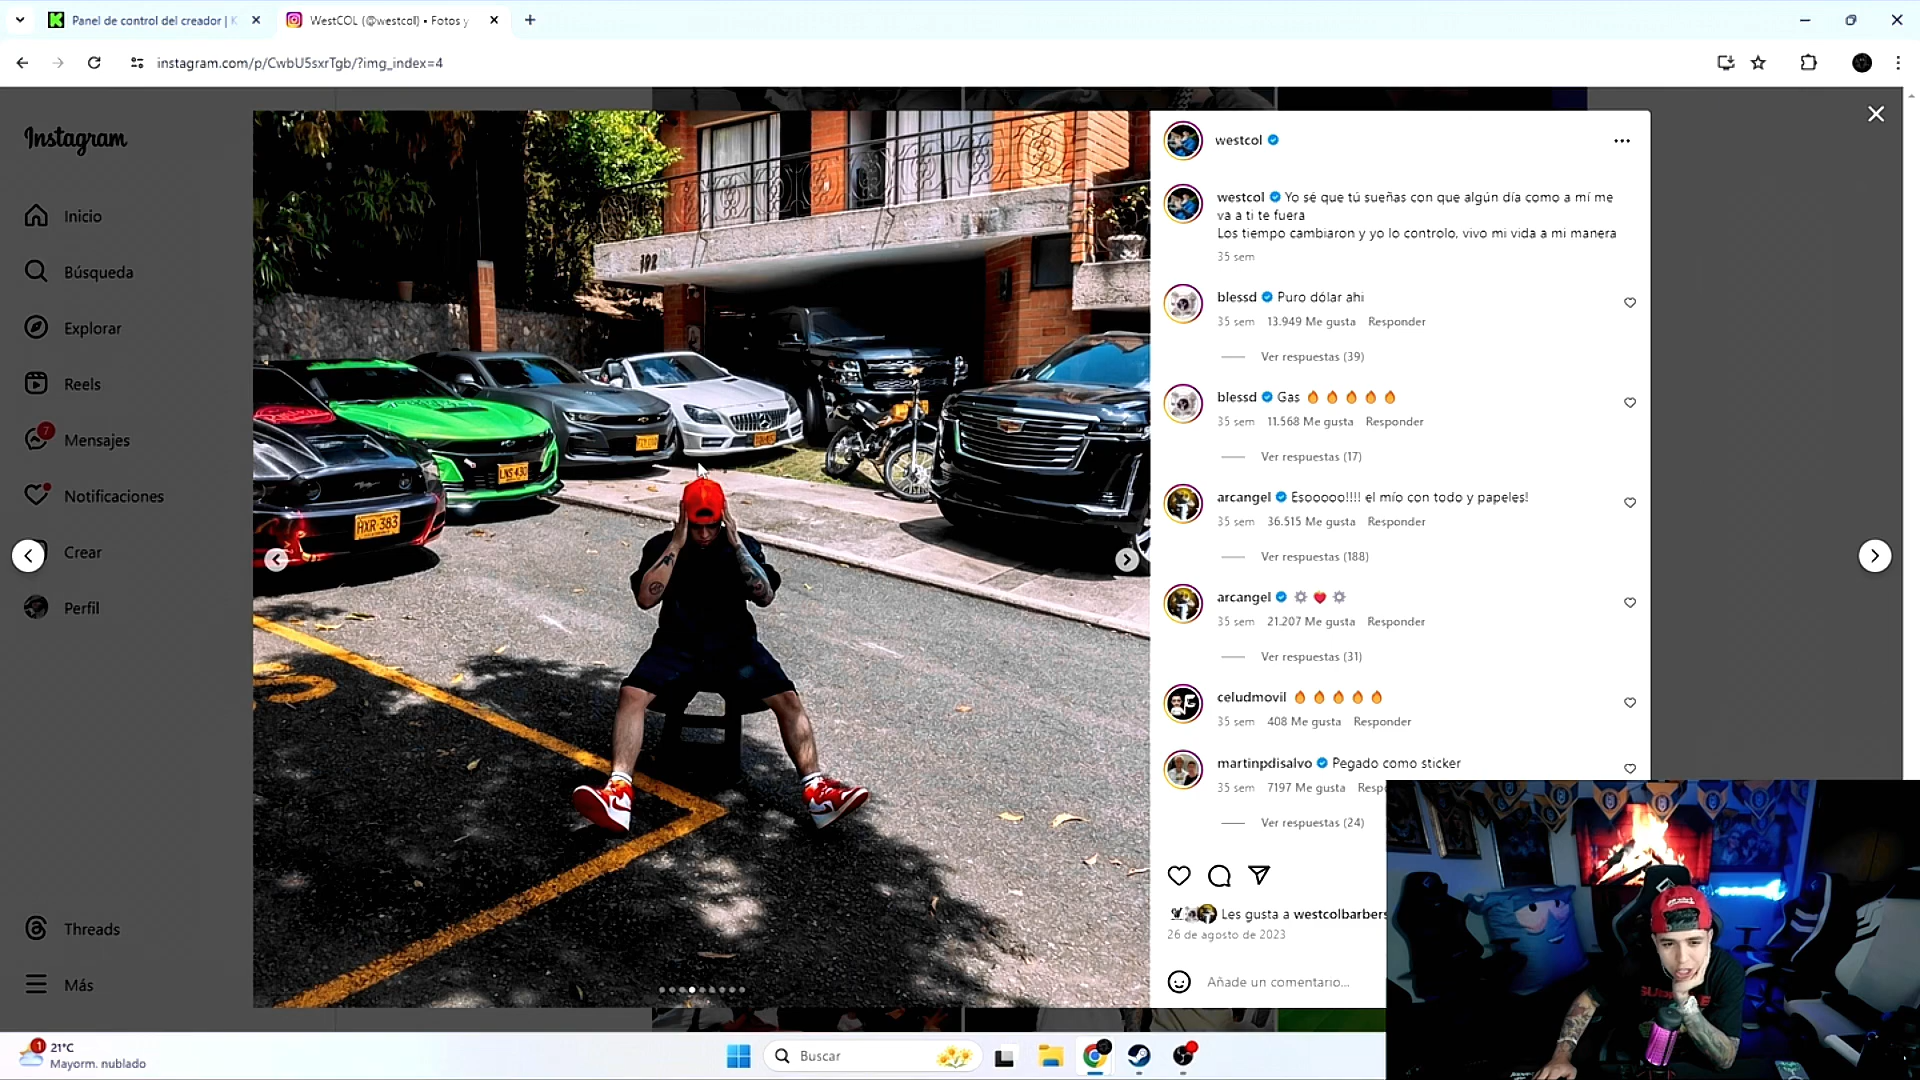 Panel de control del creador | K
WestCOL (@westcol) • Fotos y
instagram.com/p/CwbU5sxrTgb/?img_index=4
Instagram
Inicio
Búsqueda
Explorar
Reels
7
Mensajes
Notificaciones
Crear
Perfil
Threads
Más
192
HXR·383
LNS·430
westcol
westcol Yo sé que tú sueñas con que algún día como a mí me
va a ti te fuera
Los tiempo cambiaron y yo lo controlo, vivo mi vida a mi manera
35 sem
blessd Puro dólar ahi
35 sem 13.949 Me gusta Responder
Ver respuestas (39)
blessd Gas 🔥🔥🔥🔥🔥
35 sem 11.568 Me gusta Responder
Ver respuestas (17)
arcangel Esooooo!!!! el mío con todo y papeles!
35 sem 36.515 Me gusta Responder
Ver respuestas (188)
arcangel ⚙️🍓⚙️
35 sem 21.207 Me gusta Responder
Ver respuestas (31)
celudmovil 🔥🔥🔥🔥🔥
35 sem 408 Me gusta Responder
martinpdisalvo Pegado como sticker
35 sem 7197 Me gusta Resp
Ver respuestas (24)
Les gusta a westcolbarbers
26 de agosto de 2023
Añade un comentario...
1
21°C
Mayorm. nublado
Buscar